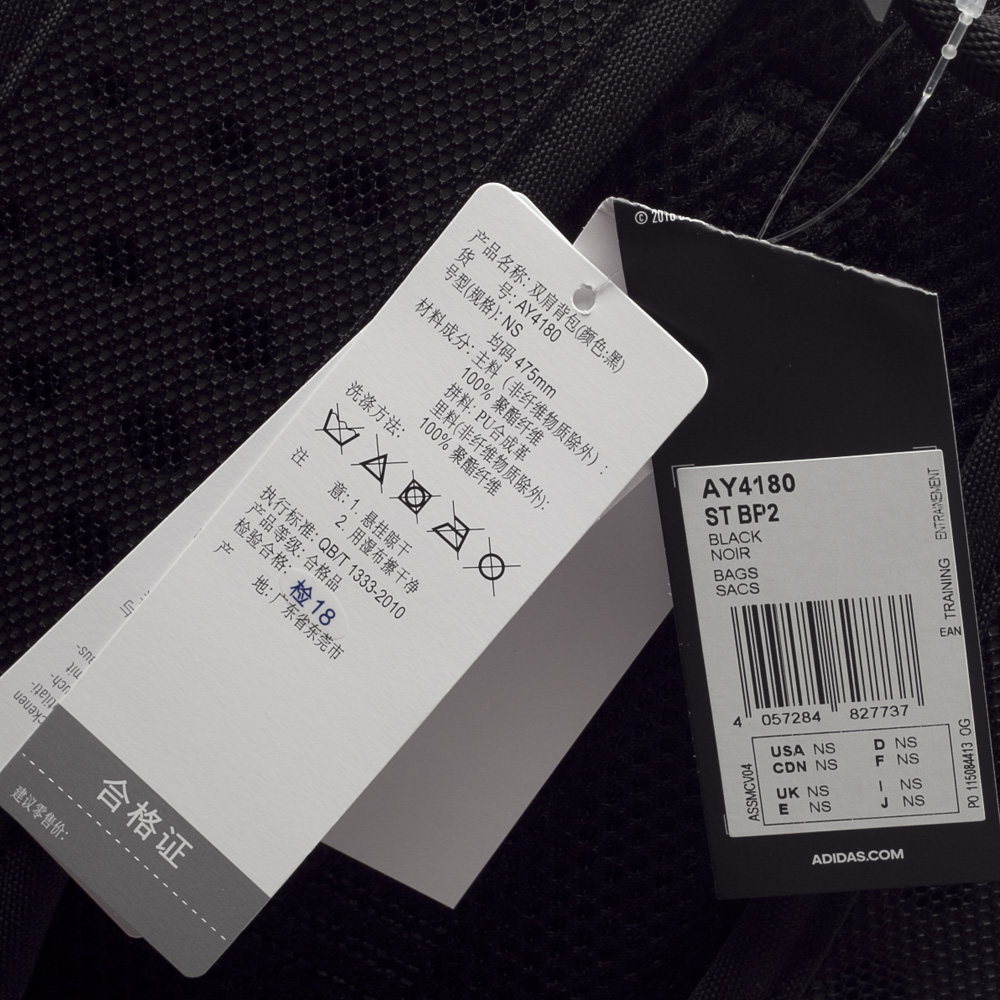 产品名称: 双肩背包(颜色:黑)
货 号: AY4180
号型(规格): NS
均码 475mm
材料成分: 主料（非纤维物质除外）:
100% 聚酯纤维
拼料: PU合成革
里料(非纤维物质除外):
100% 聚酯纤维
洗涤方法:
注 意: 1. 悬挂晾干
2. 用湿布擦干净
执行标准: QB/T 1333-2010
产品等级: 合格品
检验合格: 检18
产 地: 广东省东莞市
合格证
建议零售价:
AY4180
ST BP2
BLACK
NOIR
BAGS
SACS
ENTRAINEMENT
TRAINING
EAN
4 057284 827737
USA NS D NS
CDN NS F NS
UK NS I NS
E NS J NS
ASSMCV04
PO 115084413 OG
ADIDAS.COM